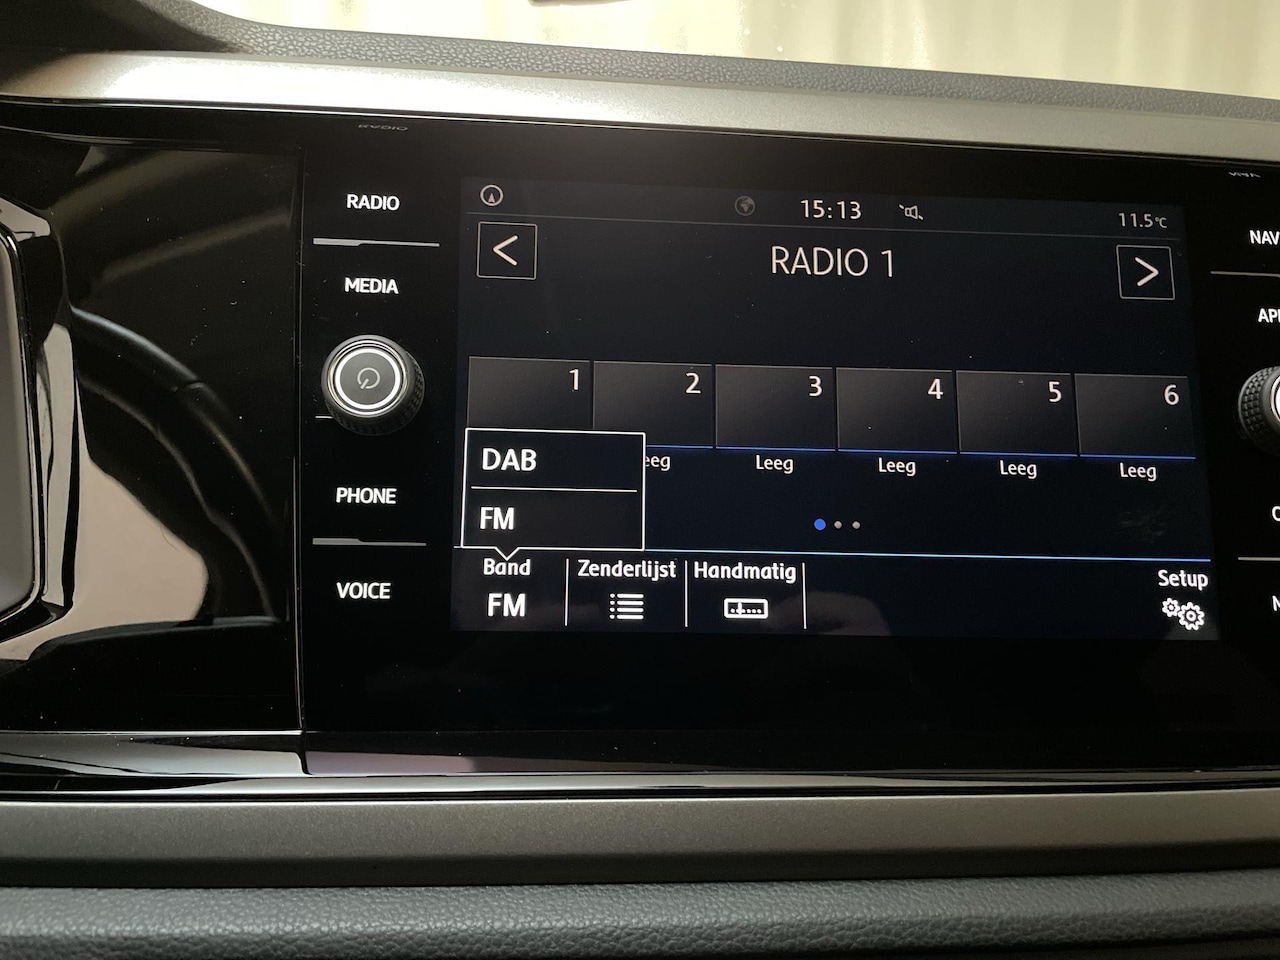 RADIO
MEDIA
PHONE
VOICE
15:13
11.5°C
<
RADIO 1
>
1 2 3 4 5 6
DAB
FM
eeg Leeg Leeg Leeg Leeg
Band Zenderlijst Handmatig
FM
Setup
NAV